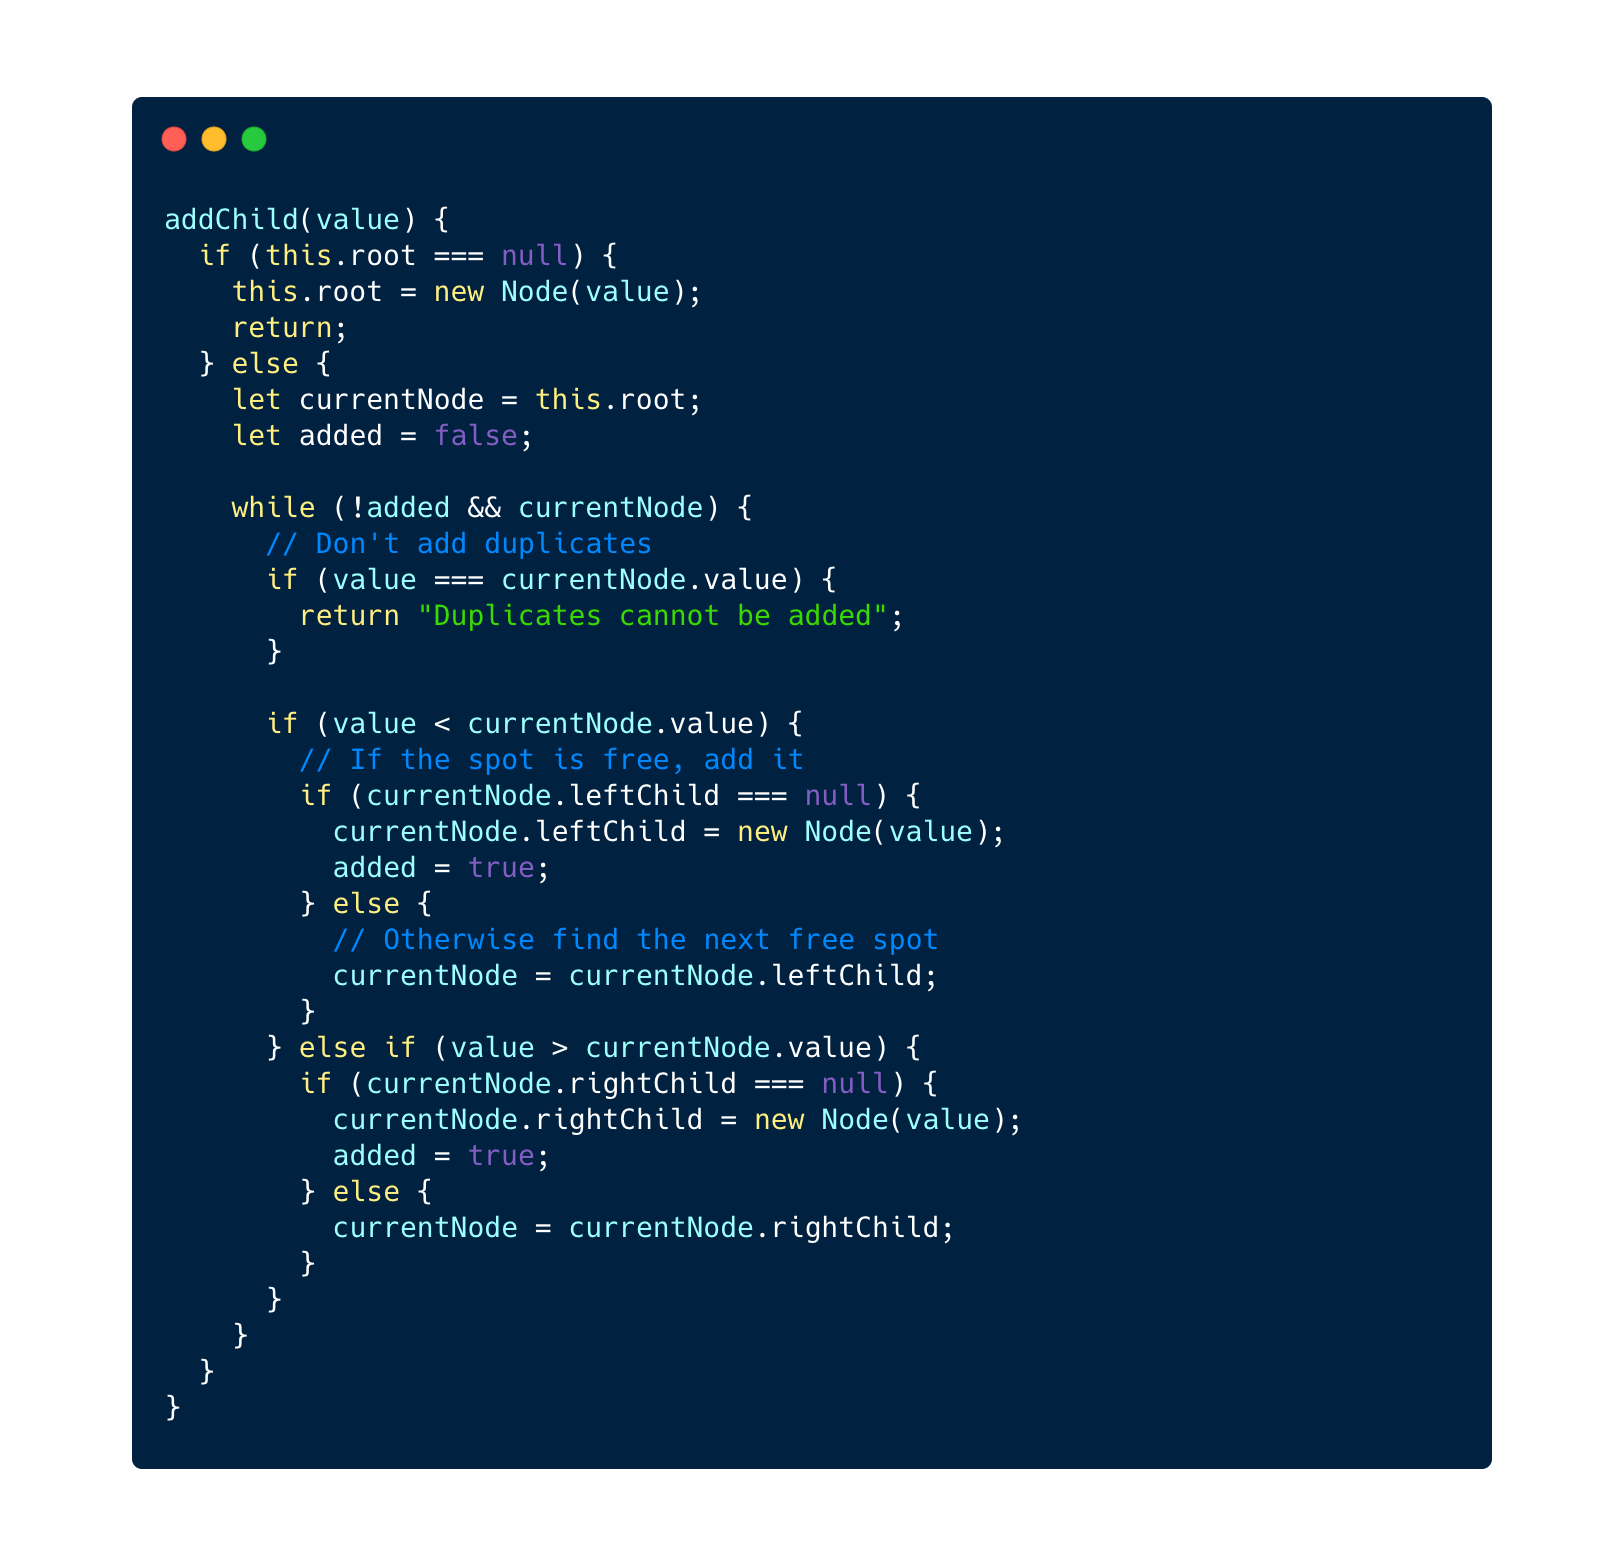 addChild(value) {
  if (this.root === null) {
    this.root = new Node(value);
    return;
  } else {
    let currentNode = this.root;
    let added = false;

    while (!added && currentNode) {
      // Don't add duplicates
      if (value === currentNode.value) {
        return "Duplicates cannot be added";
      }

      if (value < currentNode.value) {
        // If the spot is free, add it
        if (currentNode.leftChild === null) {
          currentNode.leftChild = new Node(value);
          added = true;
        } else {
          // Otherwise find the next free spot
          currentNode = currentNode.leftChild;
        }
      } else if (value > currentNode.value) {
        if (currentNode.rightChild === null) {
          currentNode.rightChild = new Node(value);
          added = true;
        } else {
          currentNode = currentNode.rightChild;
        }
      }
    }
  }
}